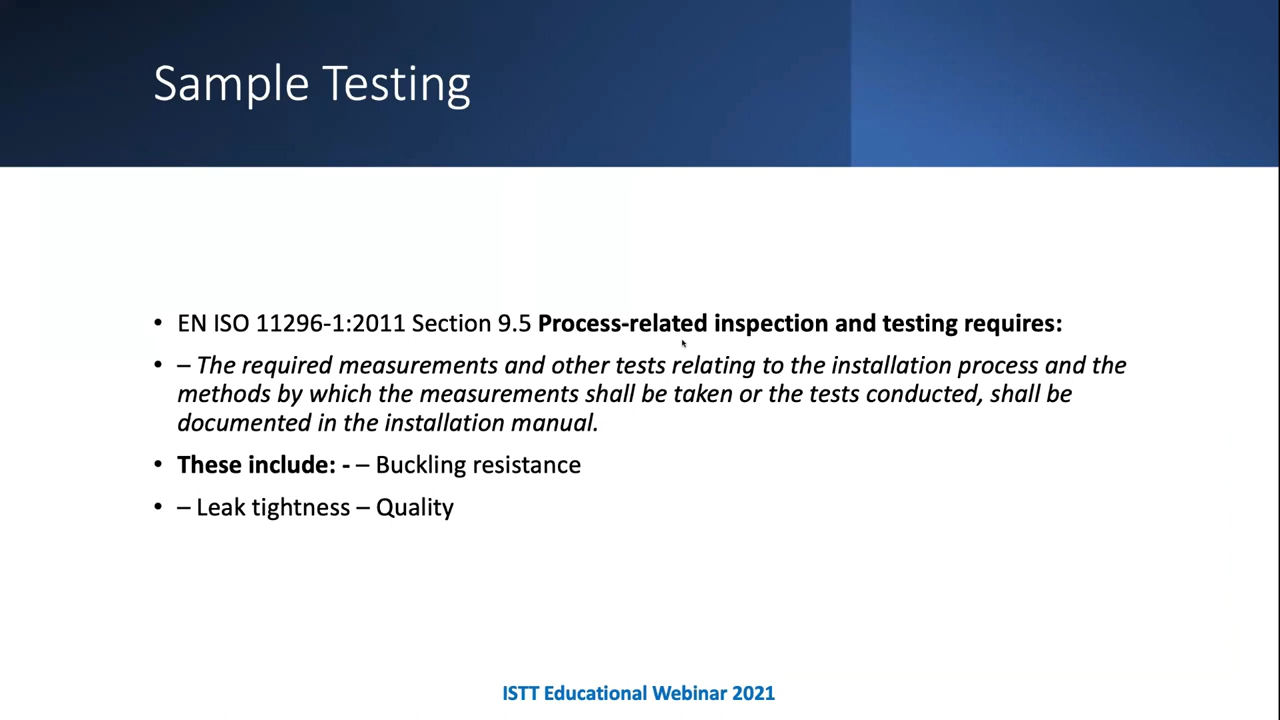 Sample Testing
• EN ISO 11296-1:2011 Section 9.5 Process-related inspection and testing requires:
• – The required measurements and other tests relating to the installation process and the
methods by which the measurements shall be taken or the tests conducted, shall be
documented in the installation manual.
• These include: - – Buckling resistance
• – Leak tightness – Quality
ISTT Educational Webinar 2021